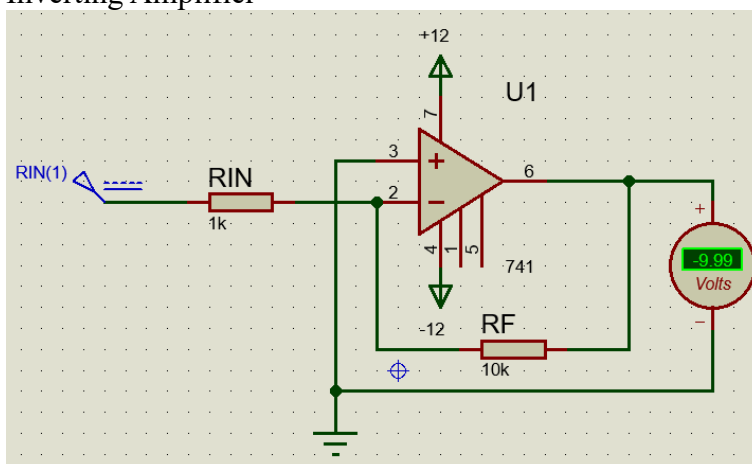 Inverting Amplifier
+12
U1
7
RIN(1)
RIN
1k
3
+
2
−
6
4
1
5
741
-12
RF
10k
+
-9.99
Volts
−